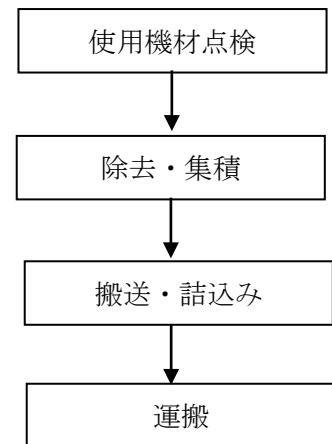 使用機材点検
除去・集積
搬送・詰込み
運搬